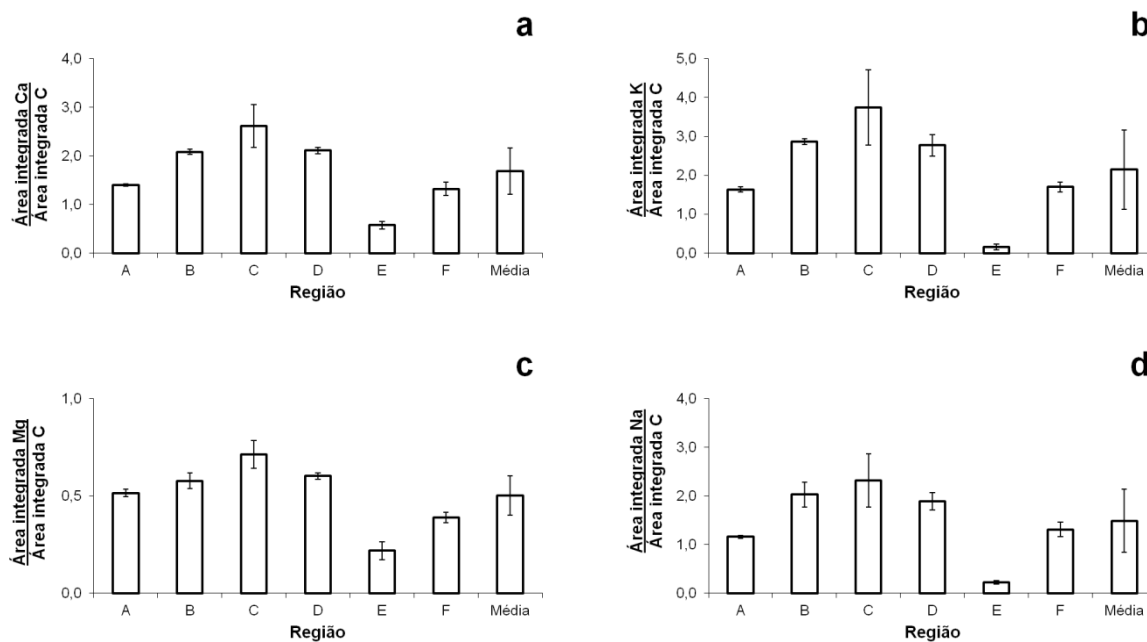 a
Área integrada Ca
Área integrada C
4,0
3,0
2,0
1,0
0,0
A B C D E F Média
Região
b
Área integrada K
Área integrada C
5,0
4,0
3,0
2,0
1,0
0,0
A B C D E F Média
Região
c
Área integrada Mg
Área integrada C
1,0
0,5
0,0
A B C D E F Média
Região
d
Área integrada Na
Área integrada C
4,0
3,0
2,0
1,0
0,0
A B C D E F Média
Região